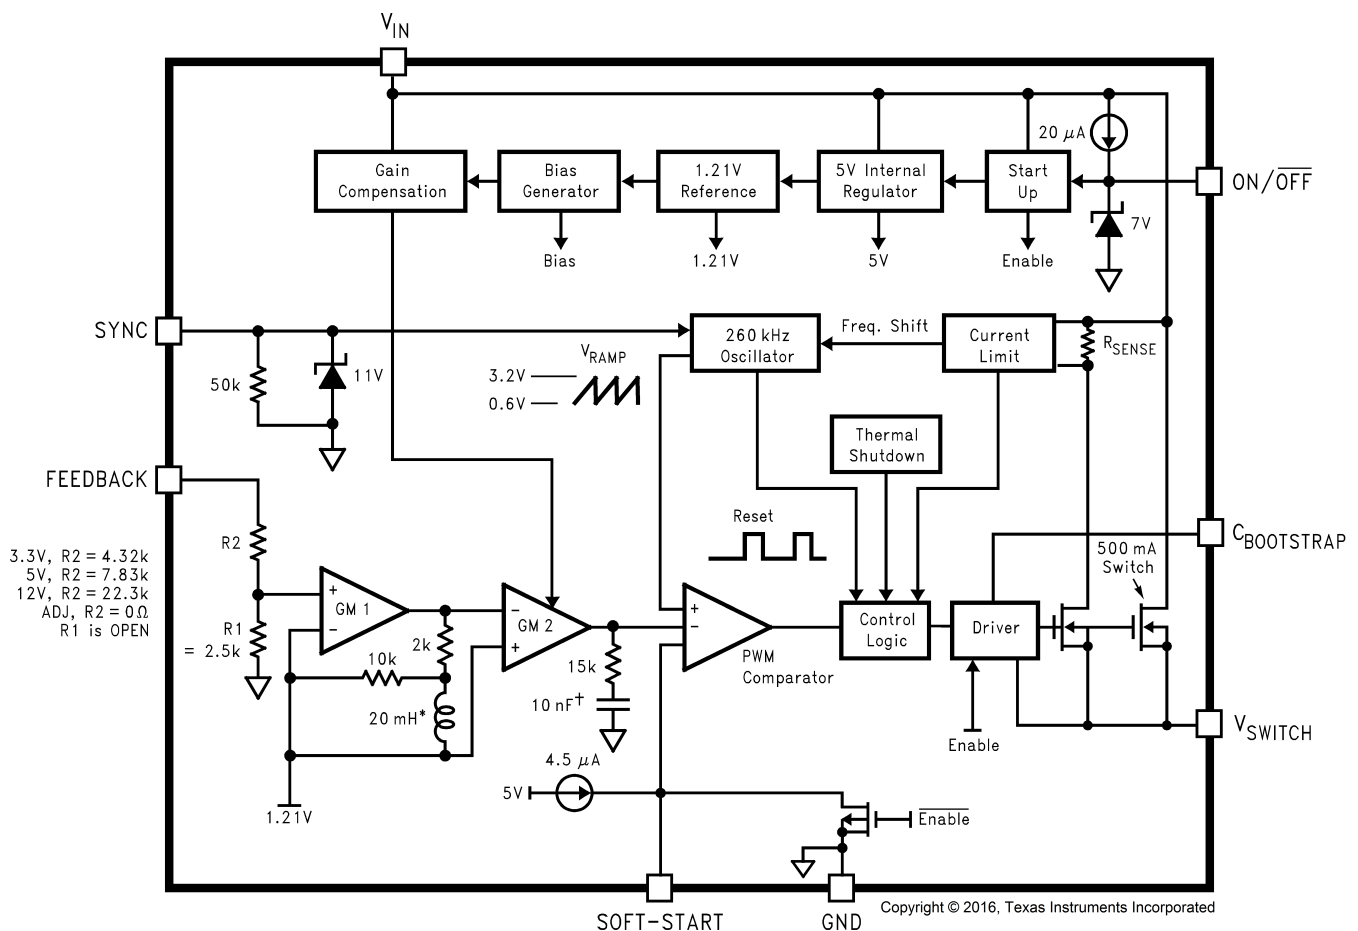 VIN
20 μA
Gain
Compensation
Bias
Generator
1.21V
Reference
5V Internal
Regulator
Start
Up
ON/OFF
7V
Bias
1.21V
5V
Enable
SYNC
50k
11V
VRAMP
3.2V
0.6V
260 kHz
Oscillator
Freq. Shift
Current
Limit
RSENSE
Thermal
Shutdown
FEEDBACK
R2
3.3V, R2 = 4.32k
5V, R2 = 7.83k
12V, R2 = 22.3k
ADJ, R2 = 0Ω
R1 is OPEN
R1
= 2.5k
Reset
500 mA
Switch
CBOOTSTRAP
+
GM 1
−
2k
10k
20 mH*
−
GM 2
+
15k
10 nF†
+
−
PWM
Comparator
Control
Logic
Driver
Enable
VSWITCH
1.21V
4.5 μA
5V
Enable
SOFT-START
GND
Copyright © 2016, Texas Instruments Incorporated